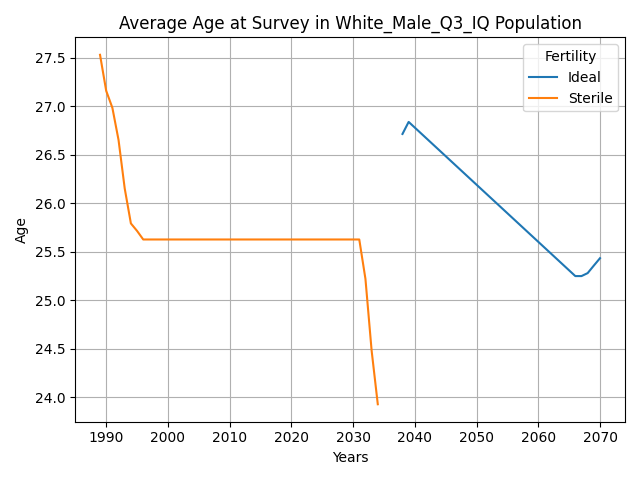 Average Age at Survey in White_Male_Q3_IQ Population
Fertility
Ideal
Sterile
27.5
27.0
26.5
26.0
25.5
25.0
24.5
24.0
Age
1990 2000 2010 2020 2030 2040 2050 2060 2070
Years